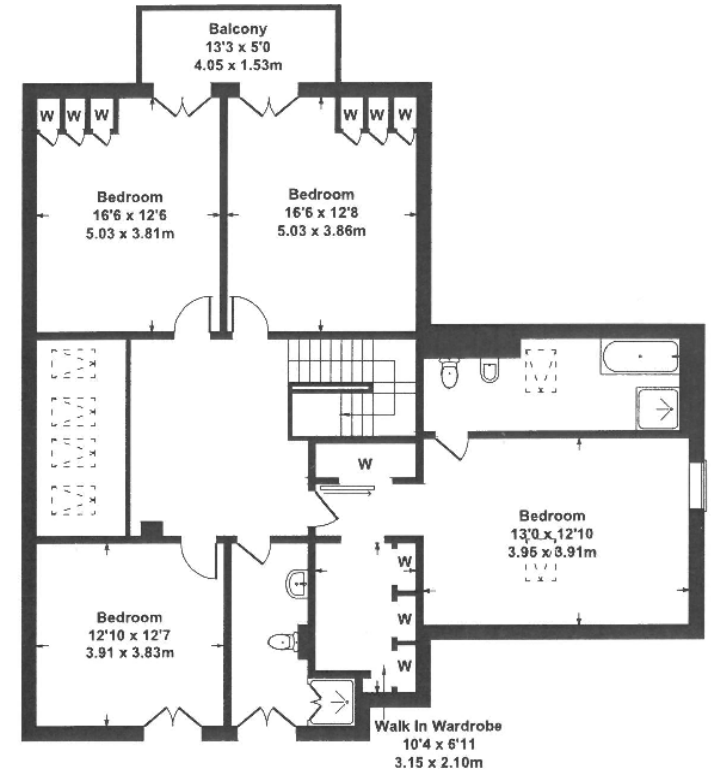 Balcony
13'3 x 5'0
4.05 x 1.53m
W W W
W W W
Bedroom
16'6 x 12'6
5.03 x 3.81m
Bedroom
16'6 x 12'8
5.03 x 3.86m
W
Bedroom
13'0 x 12'10
3.96 x 3.91m
W
W
W
Bedroom
12'10 x 12'7
3.91 x 3.83m
Walk In Wardrobe
10'4 x 6'11
3.15 x 2.10m